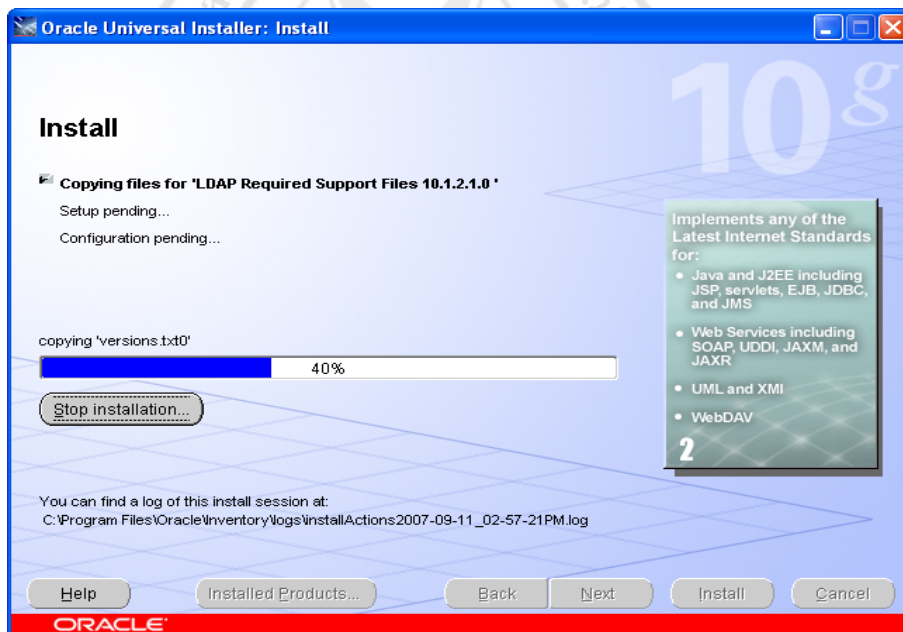 Oracle Universal Installer: Install
10g
Install
Copying files for 'LDAP Required Support Files 10.1.2.1.0 '
Setup pending...
Configuration pending...
copying 'versions.txt0'
40%
Stop installation...
Implements any of the
Latest Internet Standards
for:
• Java and J2EE including
JSP, servlets, EJB, JDBC,
and JMS
• Web Services including
SOAP, UDDI, JAXM, and
JAXR
• UML and XMI
• WebDAV
2
You can find a log of this install session at:
C:\Program Files\Oracle\Inventory\logs\installActions2007-09-11_02-57-21PM.log
Help
Installed Products...
Back
Next
Install
Cancel
ORACLE